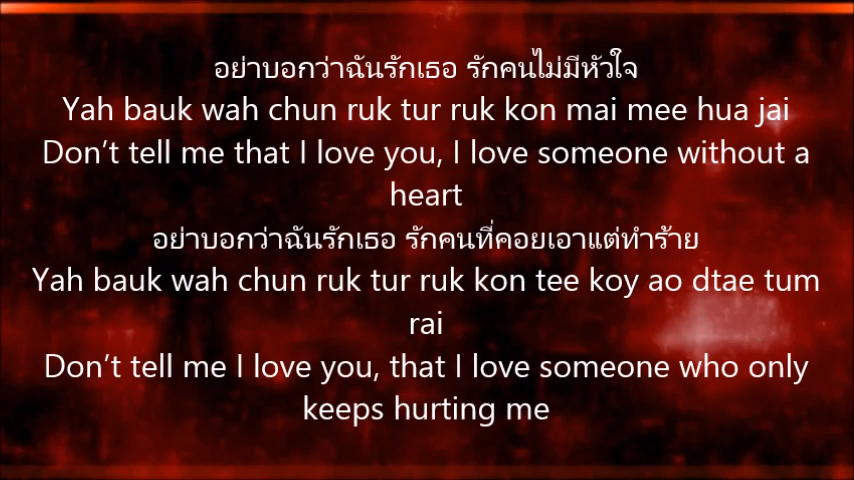 อย่าบอกว่าฉันรักเธอ รักคนไม่มีหัวใจ
Yah bauk wah chun ruk tur ruk kon mai mee hua jai
Don’t tell me that I love you, I love someone without a
heart
อย่าบอกว่าฉันรักเธอ รักคนที่คอยเอาแต่ทำร้าย
Yah bauk wah chun ruk tur ruk kon tee koy ao dtae tum
rai
Don’t tell me I love you, that I love someone who only
keeps hurting me